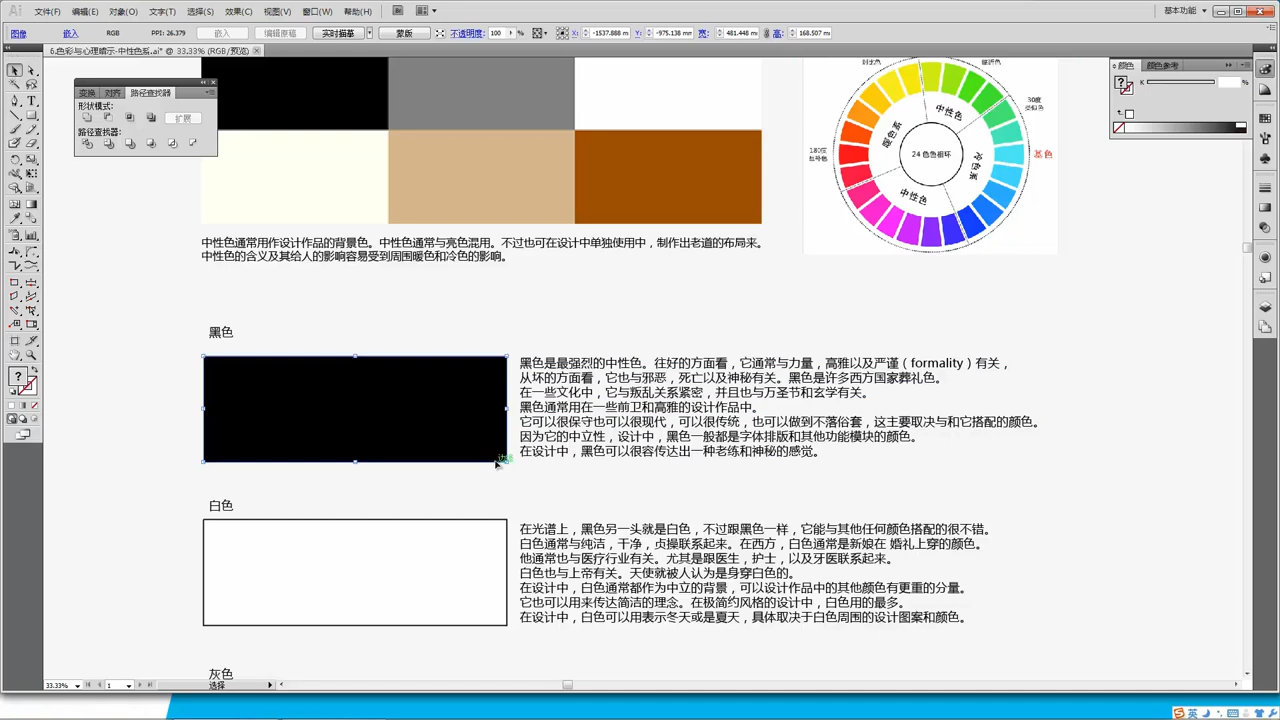 Ai 文件(F) 编辑(E) 对象(O) 文字(T) 选择(S) 效果(C) 视图(V) 窗口(W) 帮助(H) Br 基本功能
图像 嵌入 RGB PPI: 26.379 嵌入 编辑原稿 实时描摹 蒙版 不透明度: 100 % X: -1537.888 m Y: -975.138 mm 宽: 481.448 m 高: 168.507 m
6.色彩与心理暗示-中性色系.ai* @ 33.33% (RGB/预览)
变换 对齐 路径查找器
形状模式:
扩展
路径查找器:
颜色 颜色参考
K %
30度
中性色
暖色系
冷色系
中性色
24色色相环
180度
基色
中性色通常用作设计作品的背景色。中性色通常与亮色混用。不过也可在设计中单独使用中，制作出老道的布局来。
中性色的含义及其给人的影响容易受到周围暖色和冷色的影响。
黑色
黑色是最强烈的中性色。往好的方面看，它通常与力量，高雅以及严谨（formality）有关，
从坏的方面看，它也与邪恶，死亡以及神秘有关。黑色是许多西方国家葬礼色。
在一些文化中，它与叛乱关系紧密，并且也与万圣节和玄学有关。
黑色通常用在一些前卫和高雅的设计作品中。
它可以很保守也可以很现代，可以很传统，也可以做到不落俗套，这主要取决与和它搭配的颜色。
因为它的中立性，设计中，黑色一般都是字体排版和其他功能模块的颜色。
在设计中，黑色可以很容传达出一种老练和神秘的感觉。
白色
在光谱上，黑色另一头就是白色，不过跟黑色一样，它能与其他任何颜色搭配的很不错。
白色通常与纯洁，干净，贞操联系起来。在西方，白色通常是新娘在 婚礼上穿的颜色。
他通常也与医疗行业有关。尤其是跟医生，护士，以及牙医联系起来。
白色也与上帝有关。天使就被人认为是身穿白色的。
在设计中，白色通常都作为中立的背景，可以设计作品中的其他颜色有更重的分量。
它也可以用来传达简洁的理念。在极简约风格的设计中，白色用的最多。
在设计中，白色可以用表示冬天或是夏天，具体取决于白色周围的设计图案和颜色。
灰色
33.33% 1 选择
英